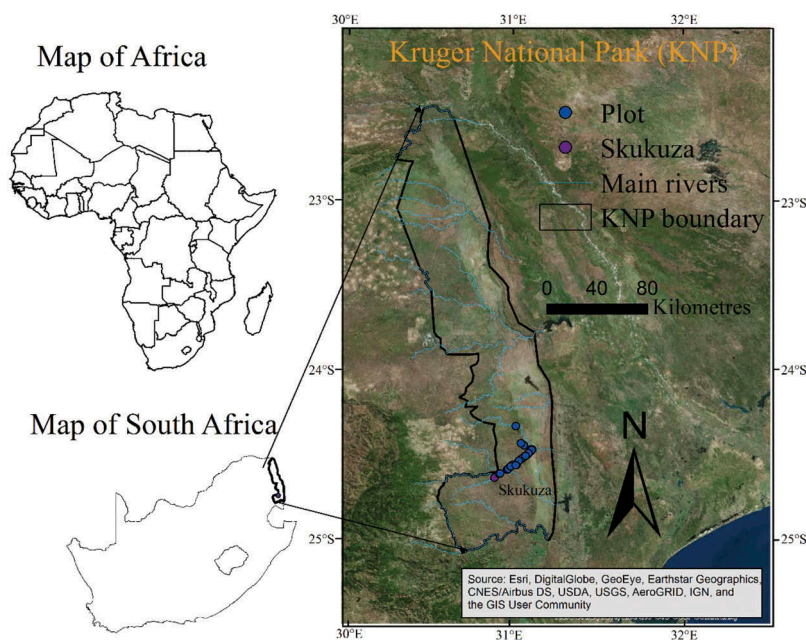 30°E
31°E
32°E
Map of Africa
Kruger National Park (KNP)
Plot
Skukuza
Main rivers
KNP boundary
23°S
23°S
0 40 80
Kilometres
24°S
24°S
Map of South Africa
N
Skukuza
25°S
25°S
Source: Esri, DigitalGlobe, GeoEye, Earthstar Geographics,
CNES/Airbus DS, USDA, USGS, AeroGRID, IGN, and
the GIS User Community
30°E
31°E
32°E